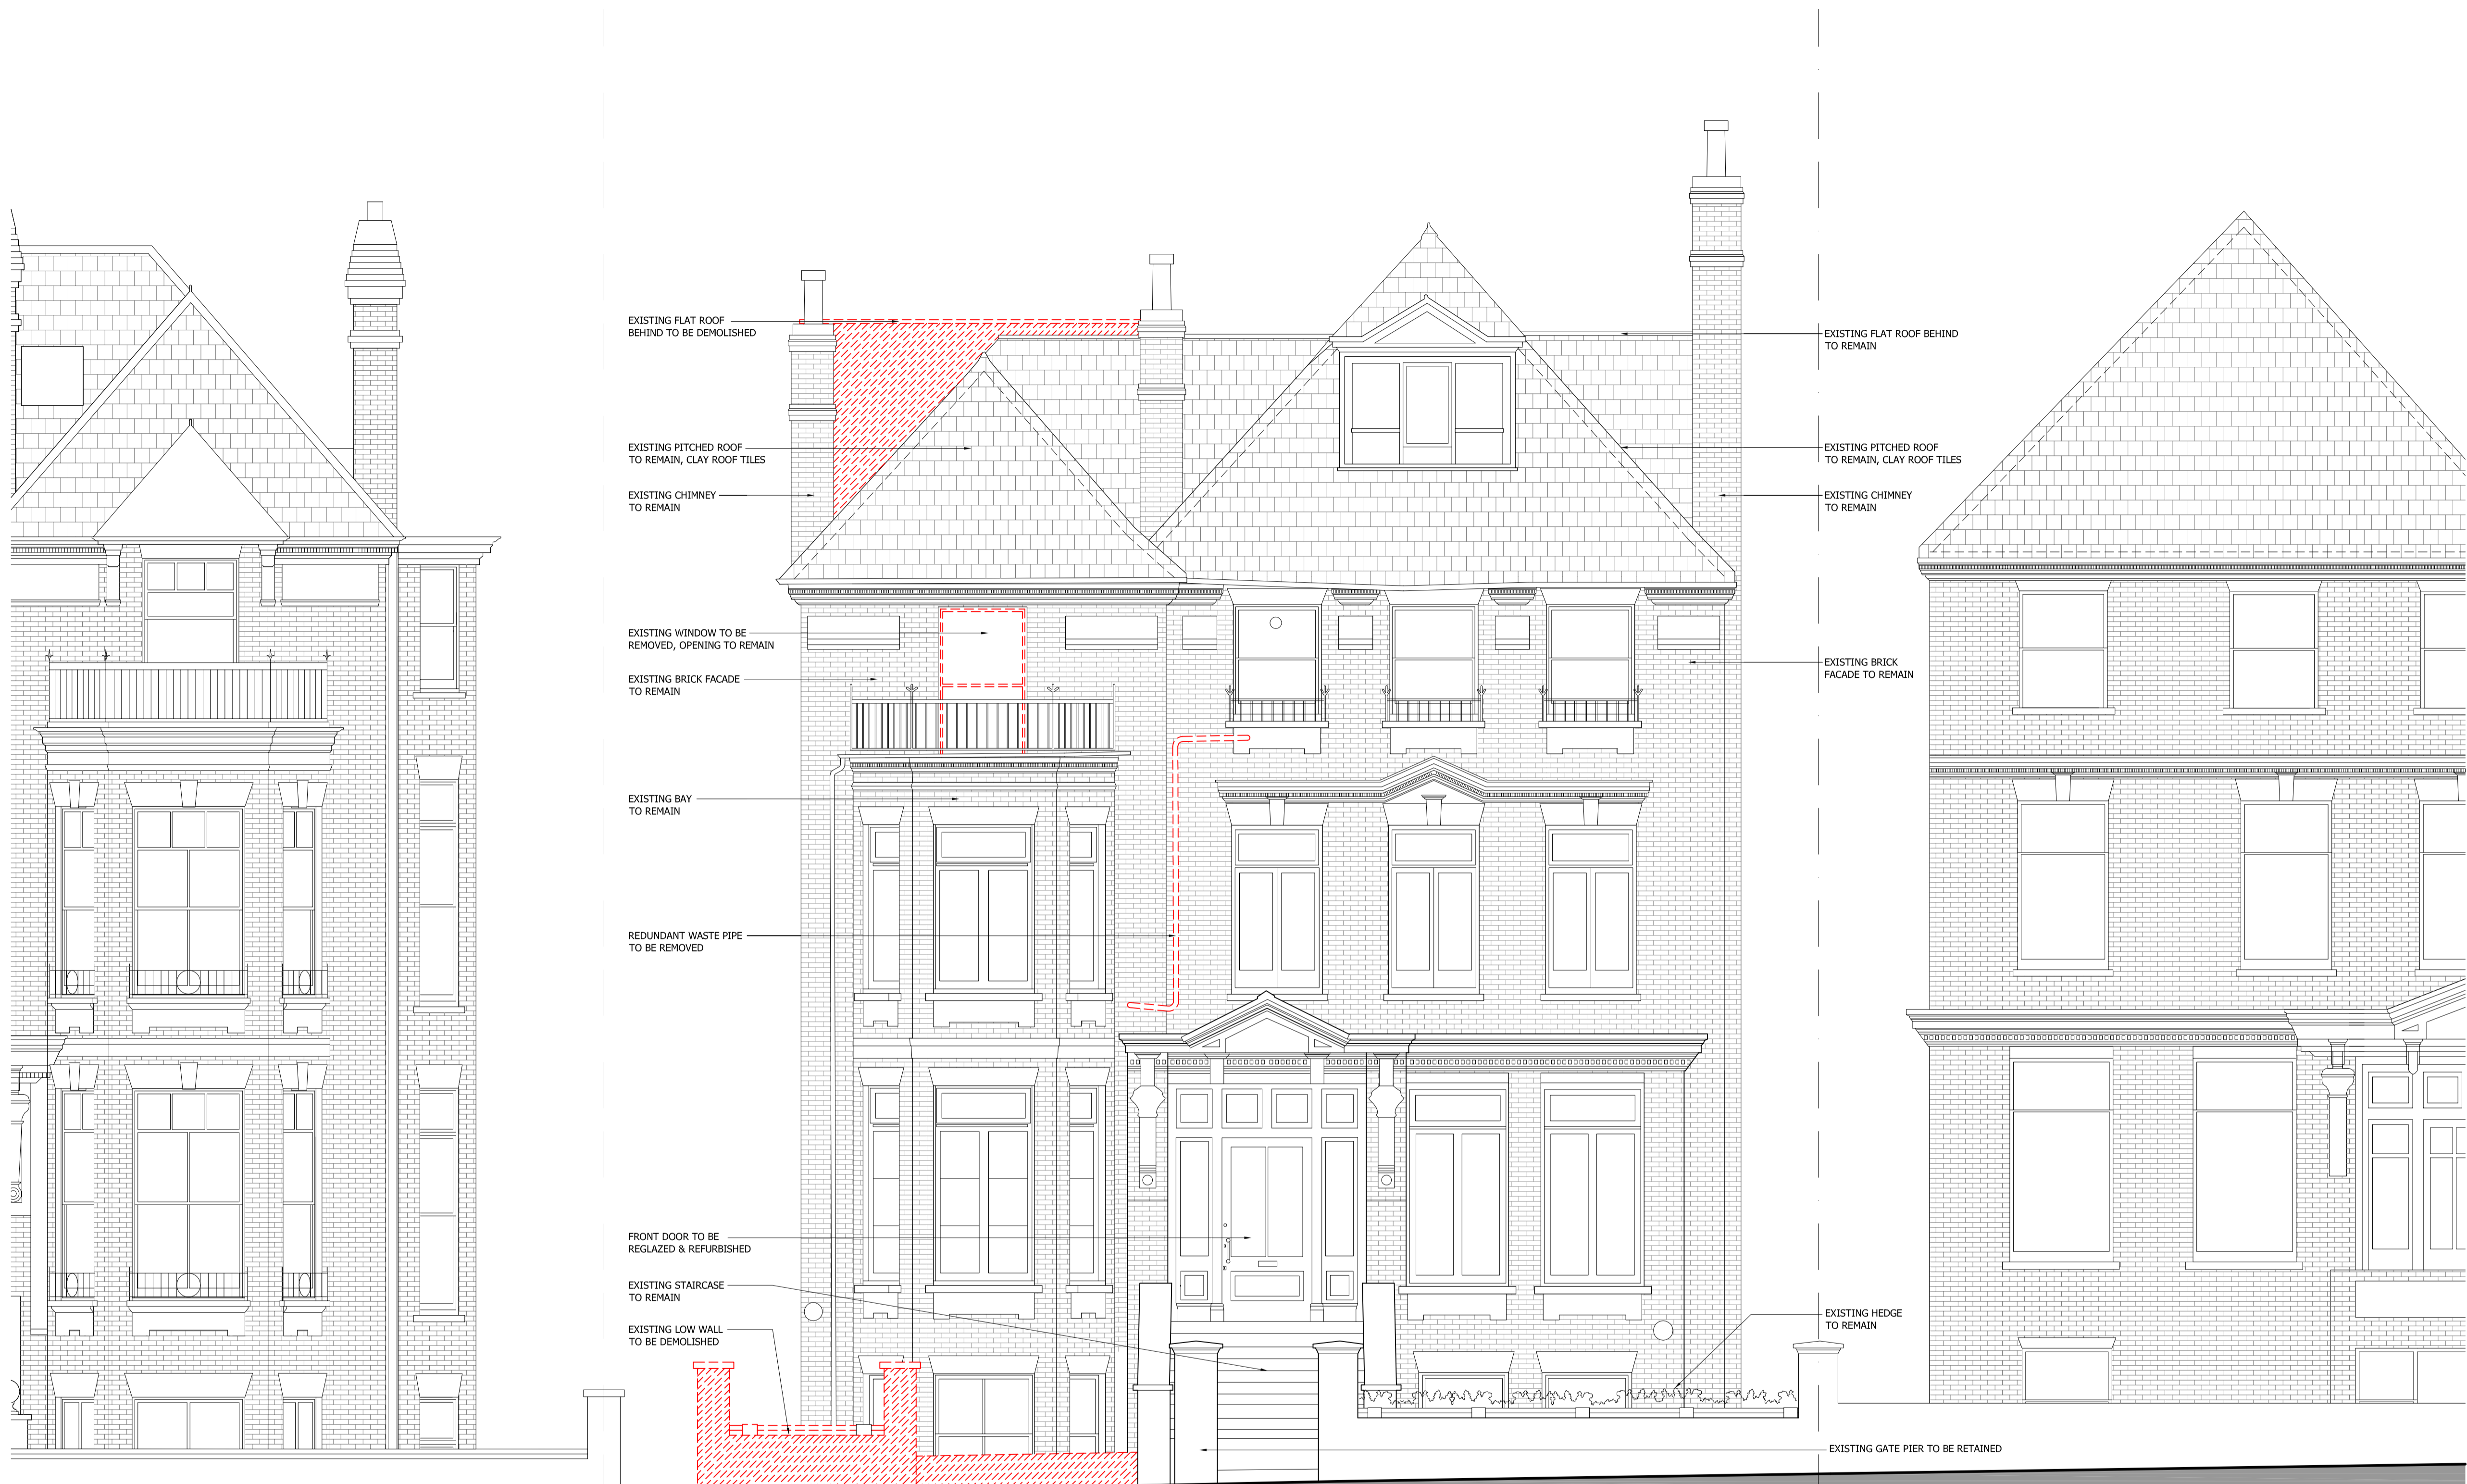 EXISTING FLAT ROOF
BEHIND TO BE DEMOLISHED
EXISTING PITCHED ROOF
TO REMAIN, CLAY ROOF TILES
EXISTING CHIMNEY
TO REMAIN
EXISTING WINDOW TO BE
REMOVED, OPENING TO REMAIN
EXISTING BRICK FACADE
TO REMAIN
EXISTING BAY
TO REMAIN
REDUNDANT WASTE PIPE
TO BE REMOVED
FRONT DOOR TO BE
REGLAZED & REFURBISHED
EXISTING STAIRCASE
TO REMAIN
EXISTING LOW WALL
TO BE DEMOLISHED
EXISTING FLAT ROOF BEHIND
TO REMAIN
EXISTING PITCHED ROOF
TO REMAIN, CLAY ROOF TILES
EXISTING CHIMNEY
TO REMAIN
EXISTING BRICK
FACADE TO REMAIN
EXISTING HEDGE
TO REMAIN
EXISTING GATE PIER TO BE RETAINED